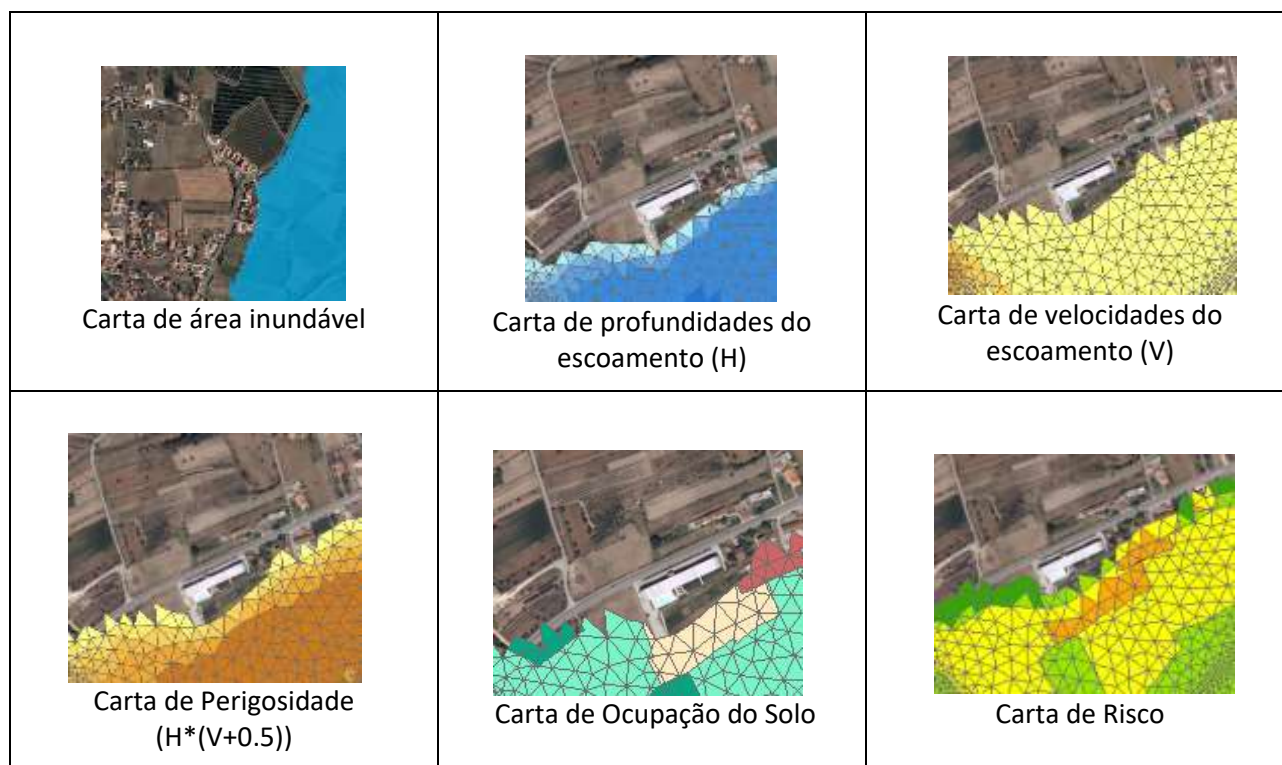 Carta de área inundável
Carta de profundidades do
escoamento (H)
Carta de velocidades do
escoamento (V)
Carta de Perigosidade
(H*(V+0.5))
Carta de Ocupação do Solo
Carta de Risco